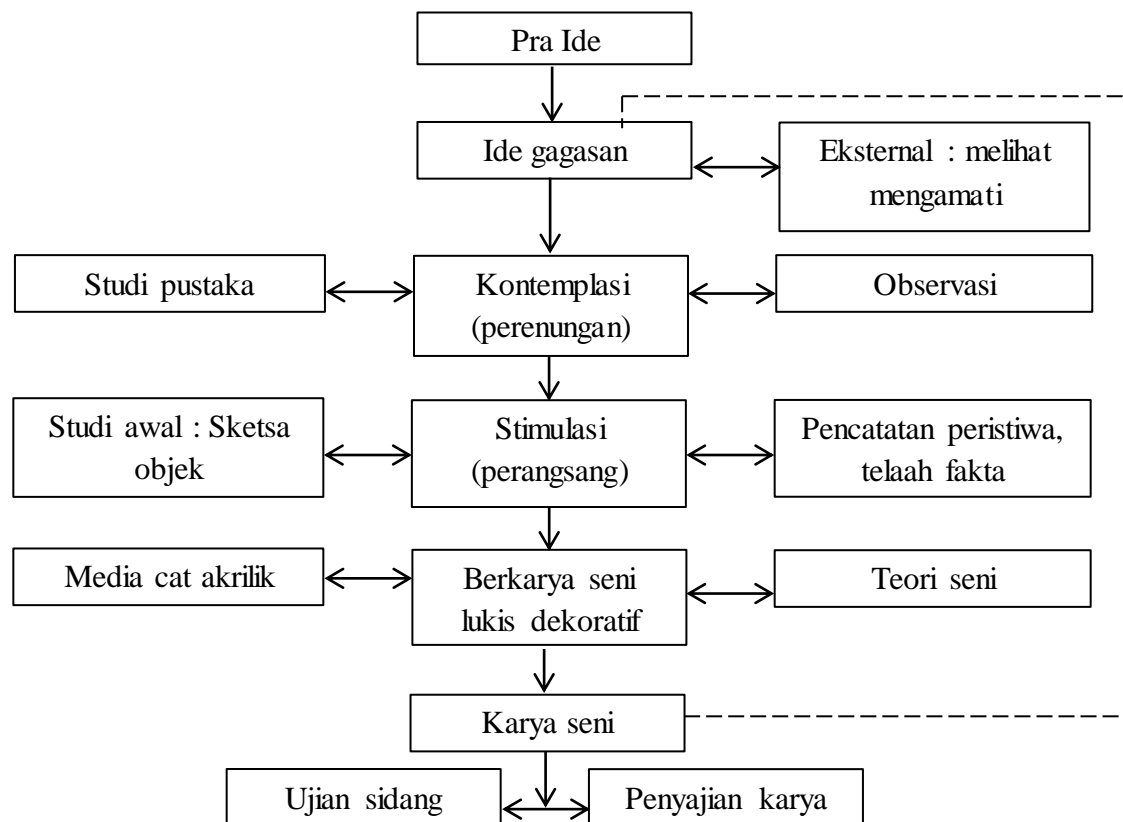 Pra Ide
Ide gagasan
Eksternal : melihat
mengamati
Studi pustaka
Kontemplasi
(perenungan)
Observasi
Studi awal : Sketsa
objek
Stimulasi
(perangsang)
Pencatatan peristiwa,
telaah fakta
Media cat akrilik
Berkarya seni
lukis dekoratif
Teori seni
Karya seni
Ujian sidang
Penyajian karya